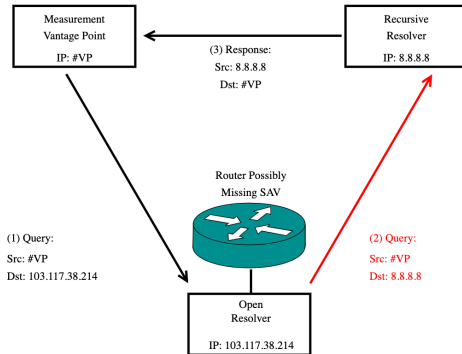 Measurement
Vantage Point
IP: #VP
Recursive
Resolver
IP: 8.8.8.8
(3) Response:
Src: 8.8.8.8
Dst: #VP
Router Possibly
Missing SAV
(1) Query:
Src: #VP
Dst: 103.117.38.214
(2) Query:
Src: #VP
Dst: 8.8.8.8
Open
Resolver
IP: 103.117.38.214